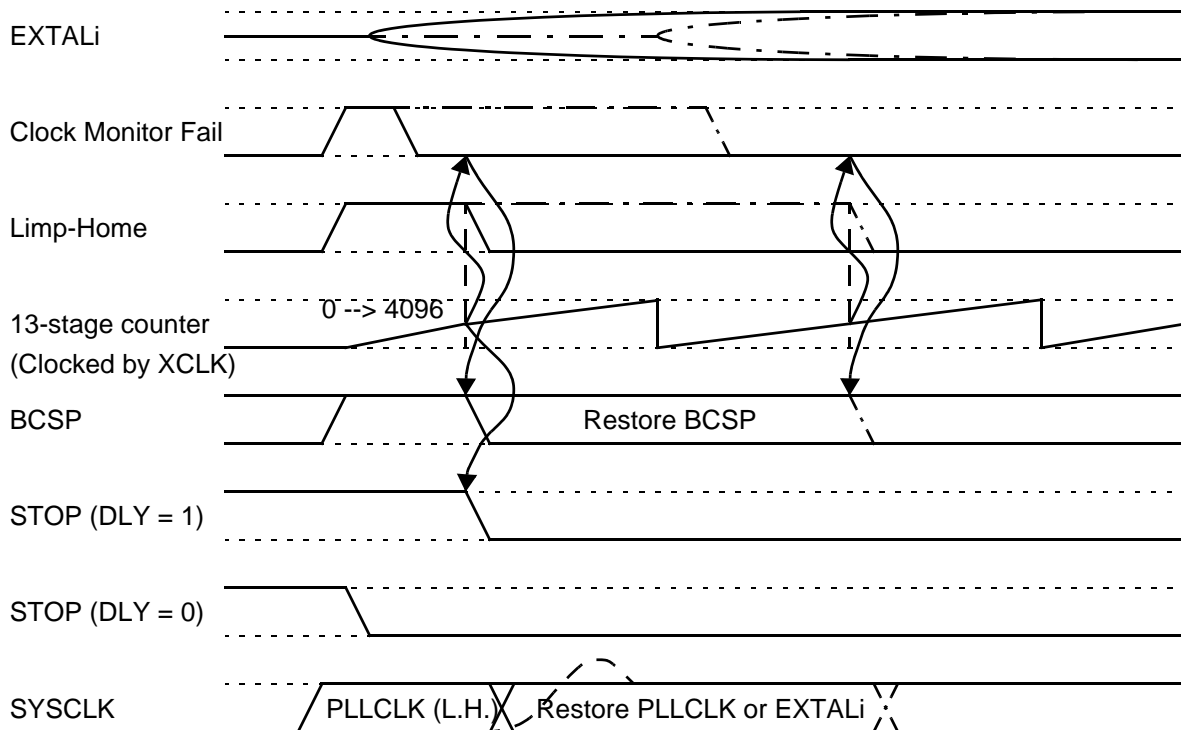 EXTALi
Clock Monitor Fail
Limp-Home
0 --> 4096
13-stage counter
(Clocked by XCLK)
BCSP
Restore BCSP
STOP (DLY = 1)
STOP (DLY = 0)
SYSCLK
PLLCLK (L.H.)
Restore PLLCLK or EXTALi